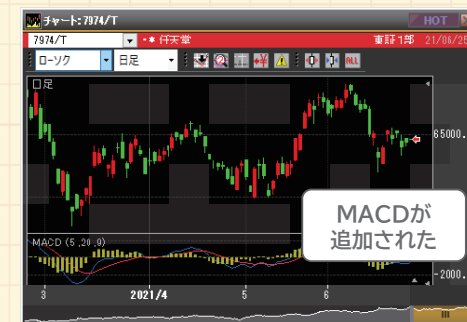 チャート:7974/T
HOT
7974/T
・* 任天堂
東証1部 21/06/25
ローソク
日足
ALL
日足
65000.
MACDが
追加された
MACD (5,20,9)
-2000.
3 2021/4 5 6